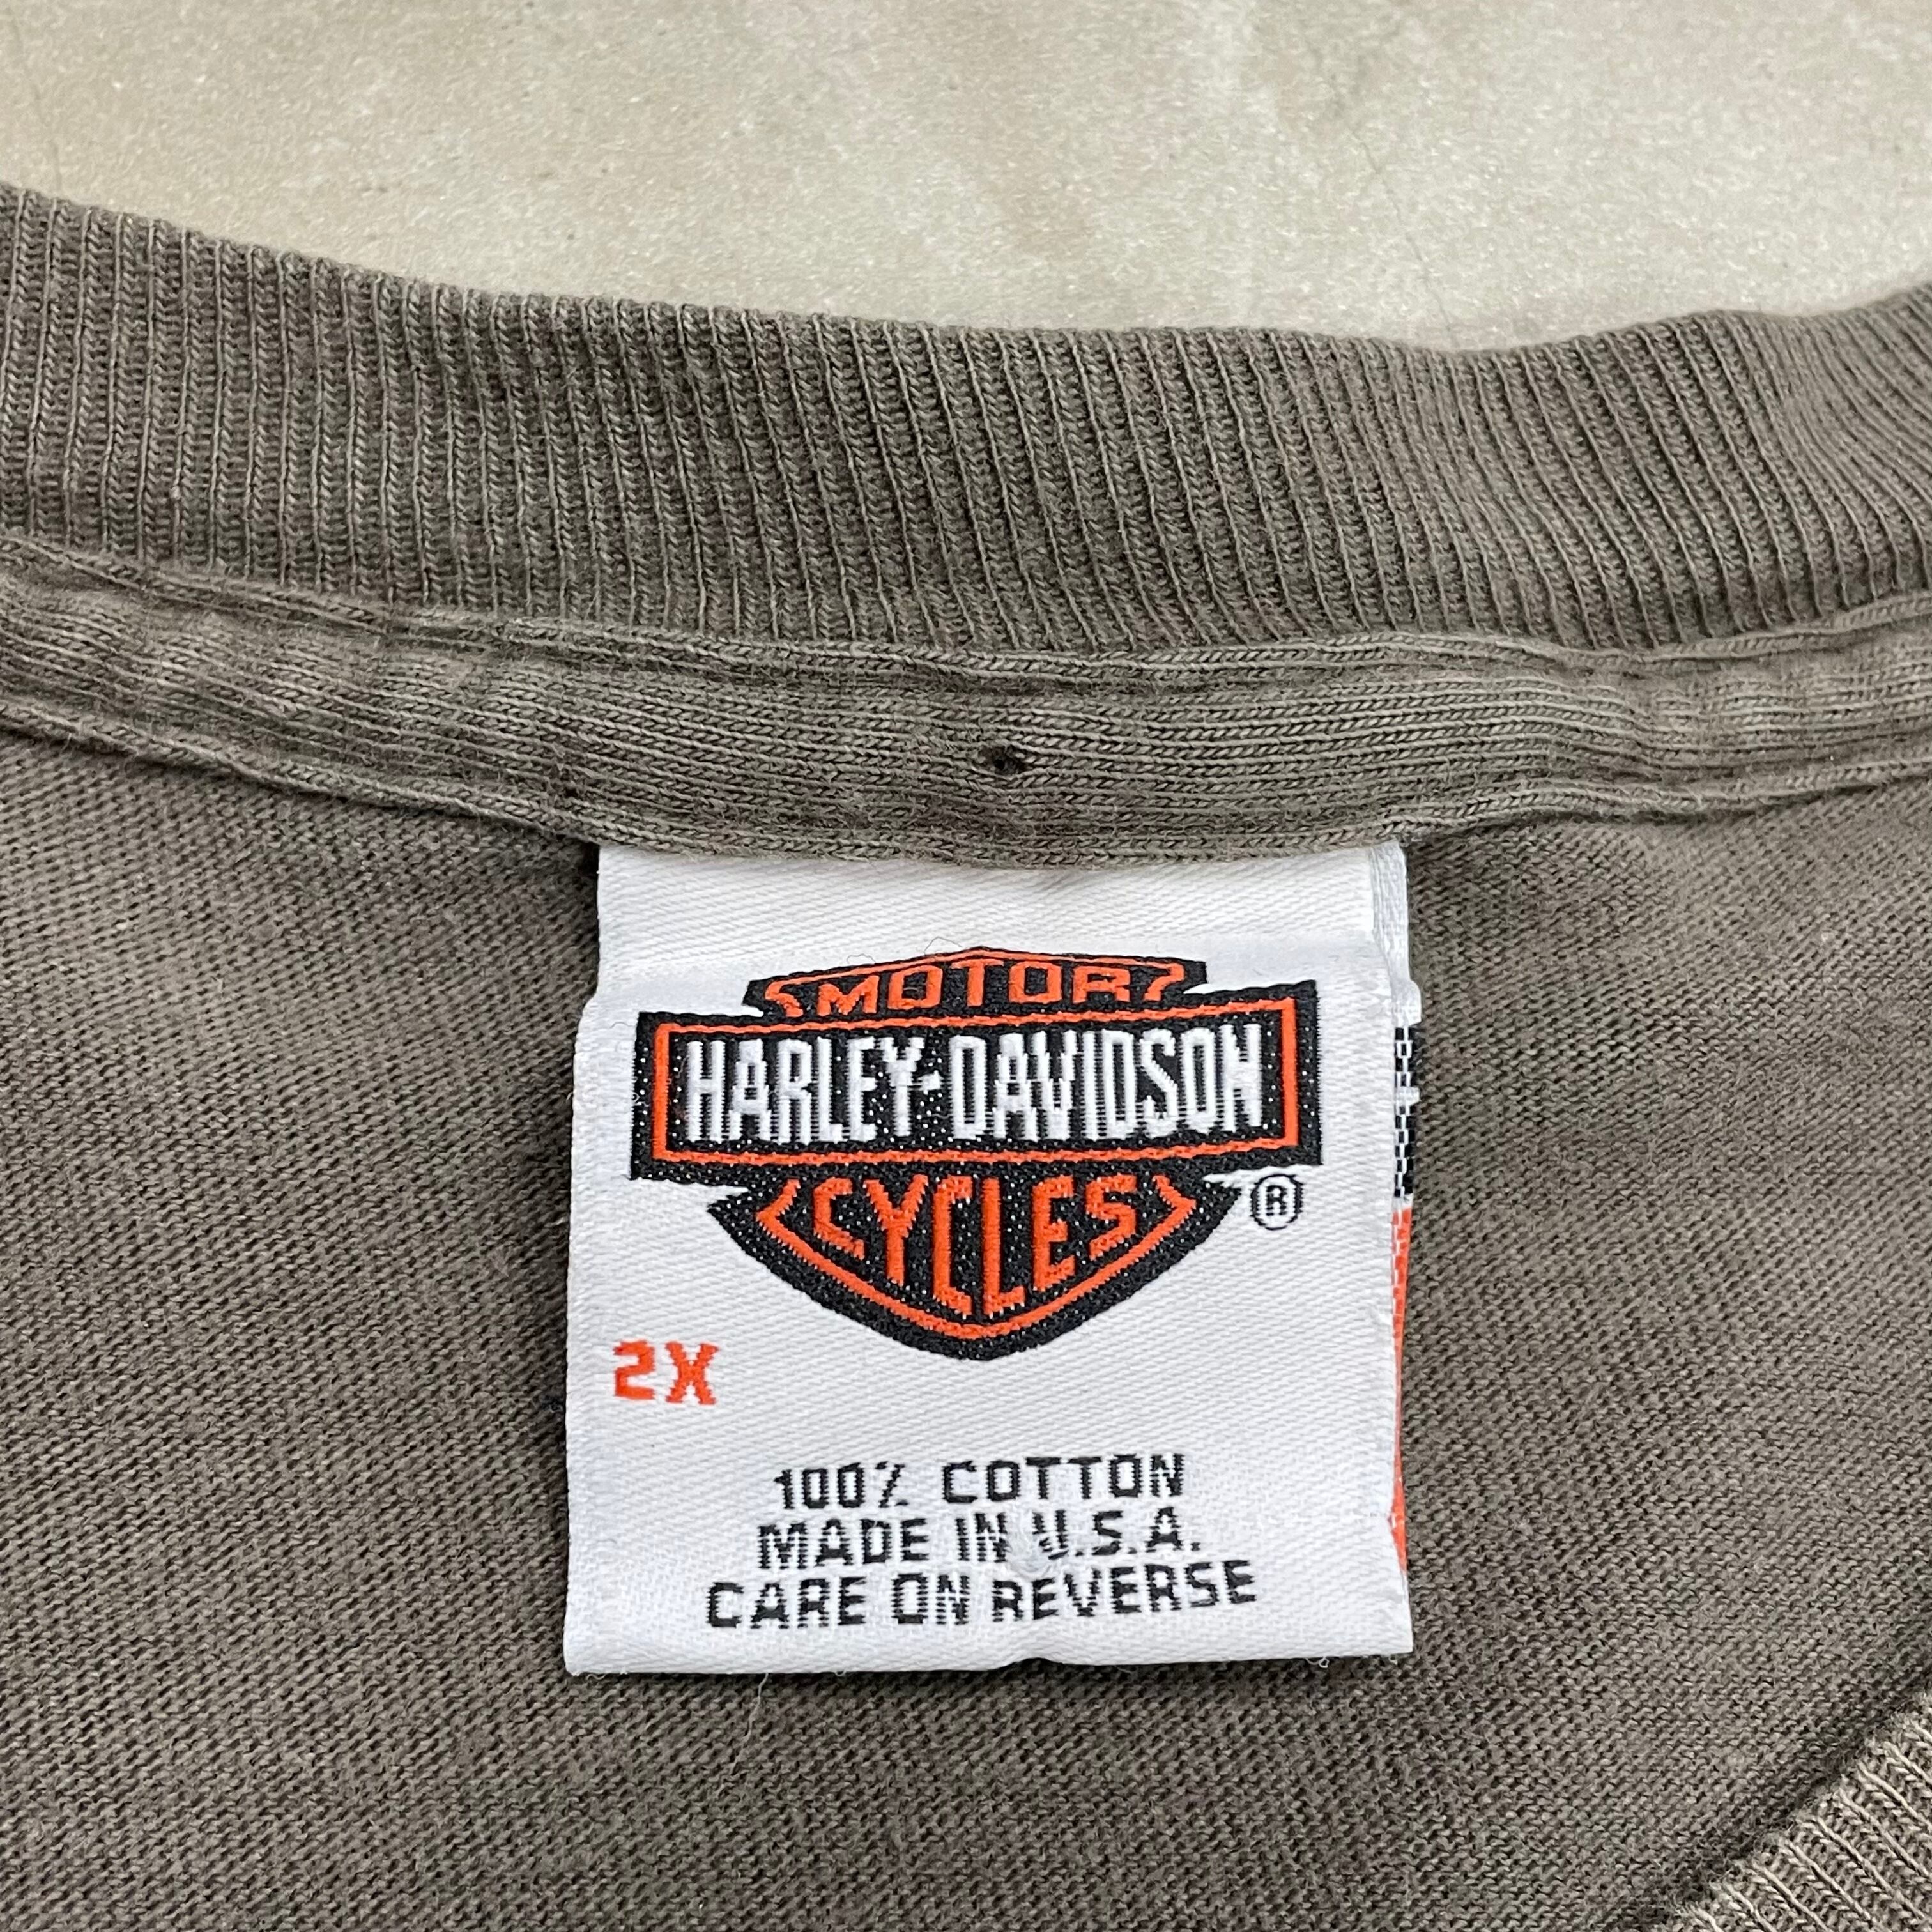 MOTOR
HARLEY-DAVIDSON
CYCLES
®
2X
100% COTTON
MADE IN U.S.A.
CARE ON REVERSE